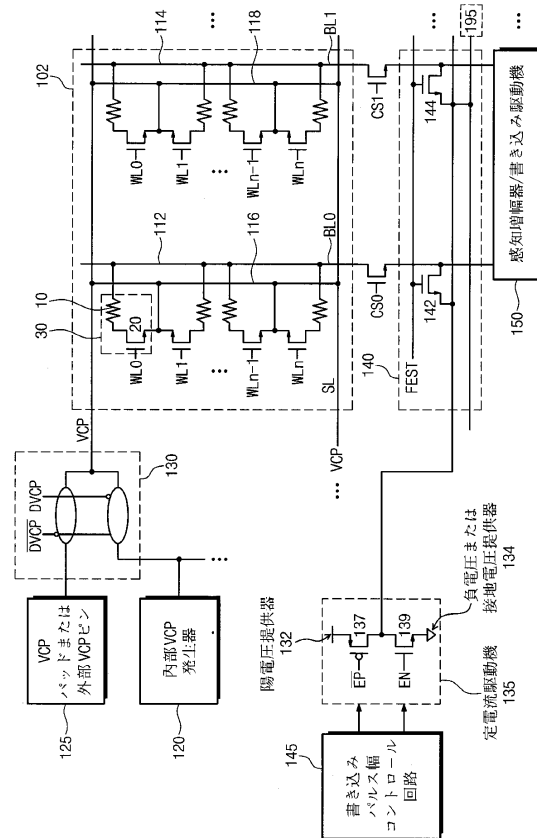 102
114
118
BL1
WL0
WL1
...
WLn-1
WLn
CS1
144
195
...
...
30
10
20
112
116
BL0
WL0
WL1
...
WLn-1
WLn
SL
CS0
142
140
FEST
感知増幅器/書き込み駆動機
150
VCP
... VCP
130
DVCP
DVCP
...
VCP
パッドまたは
外部VCPピン
125
内部VCP
発生器
120
陽電圧提供器
132
137
139
EP
EN
負電圧または
接地電圧提供器
134
定電流駆動機
135
書き込み
パルス幅
コントロール
回路
145